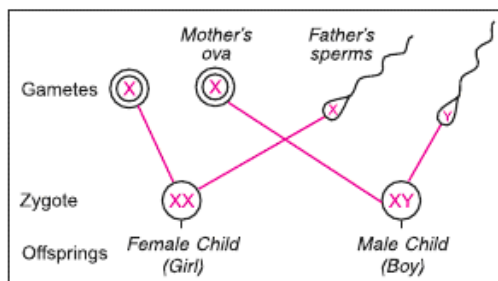 Mother's
ova
Father's
sperms
Gametes
X
X
X
Y
Zygote
XX
XY
Offsprings
Female Child
(Girl)
Male Child
(Boy)